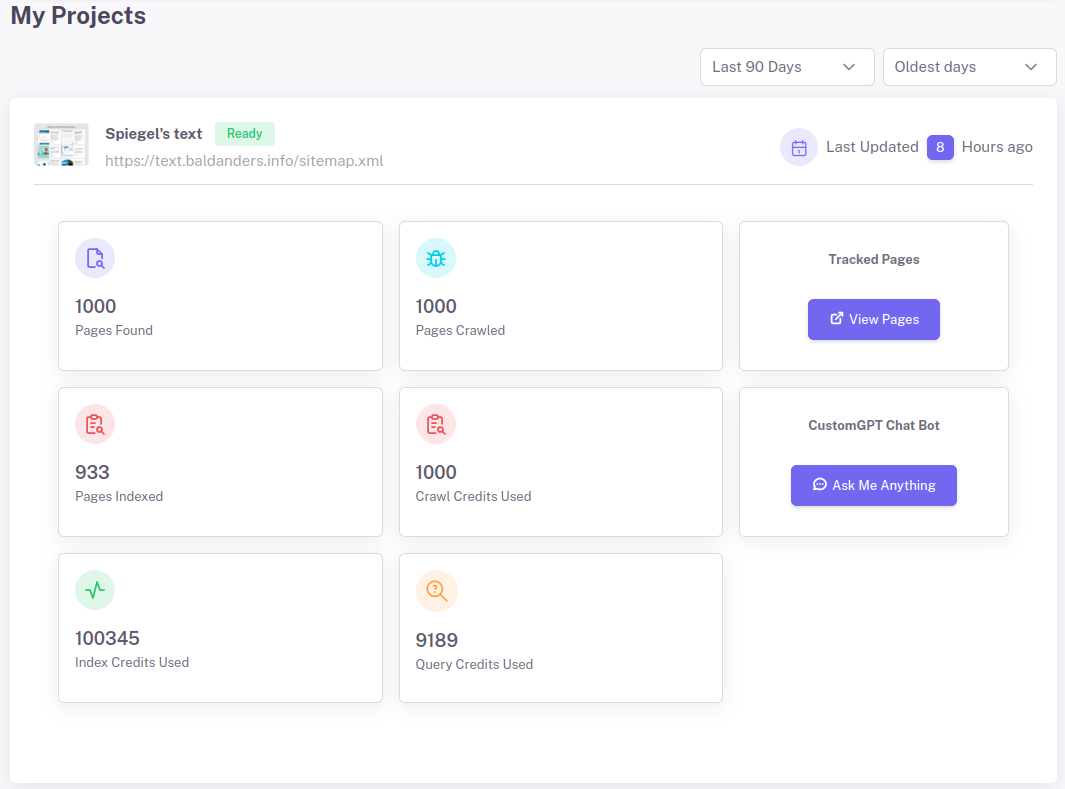 My Projects
Last 90 Days
Oldest days
Spiegel's text
Ready
https://text.baldanders.info/sitemap.xml
Last Updated 8 Hours ago
1000
Pages Found
1000
Pages Crawled
Tracked Pages
View Pages
933
Pages Indexed
1000
Crawl Credits Used
CustomGPT Chat Bot
Ask Me Anything
100345
Index Credits Used
9189
Query Credits Used